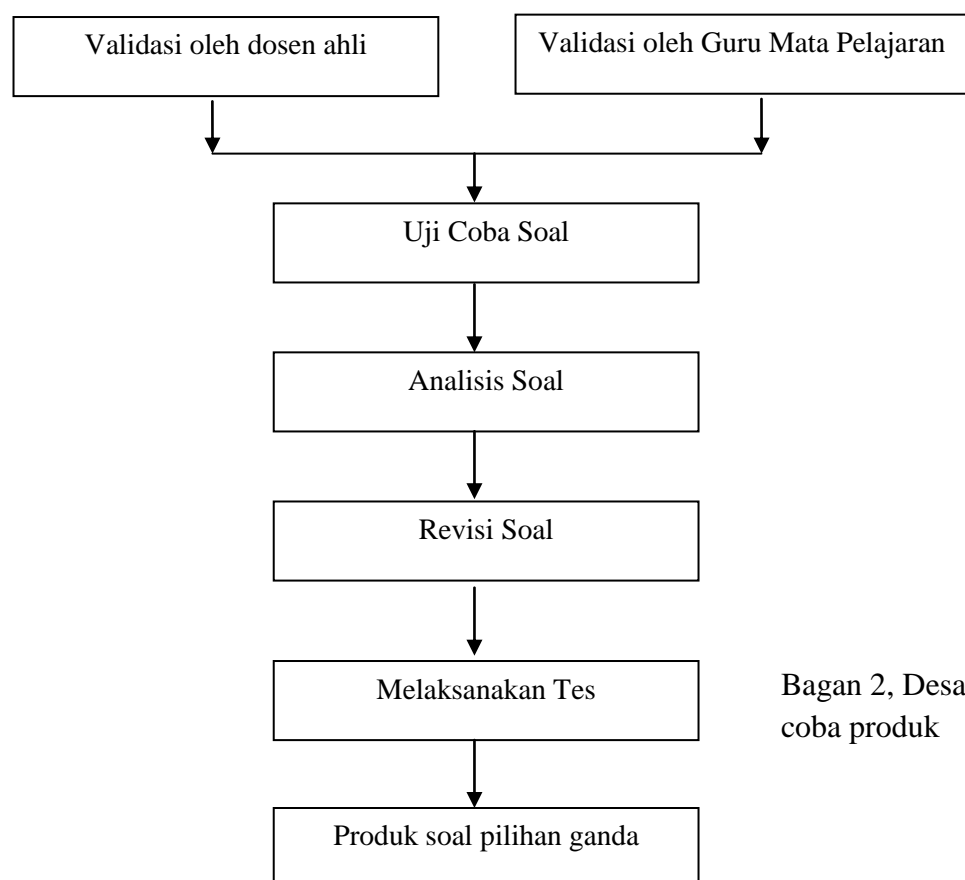 Validasi oleh dosen ahli
Validasi oleh Guru Mata Pelajaran
Uji Coba Soal
Analisis Soal
Revisi Soal
Melaksanakan Tes
Bagan 2, Desa
coba produk
Produk soal pilihan ganda